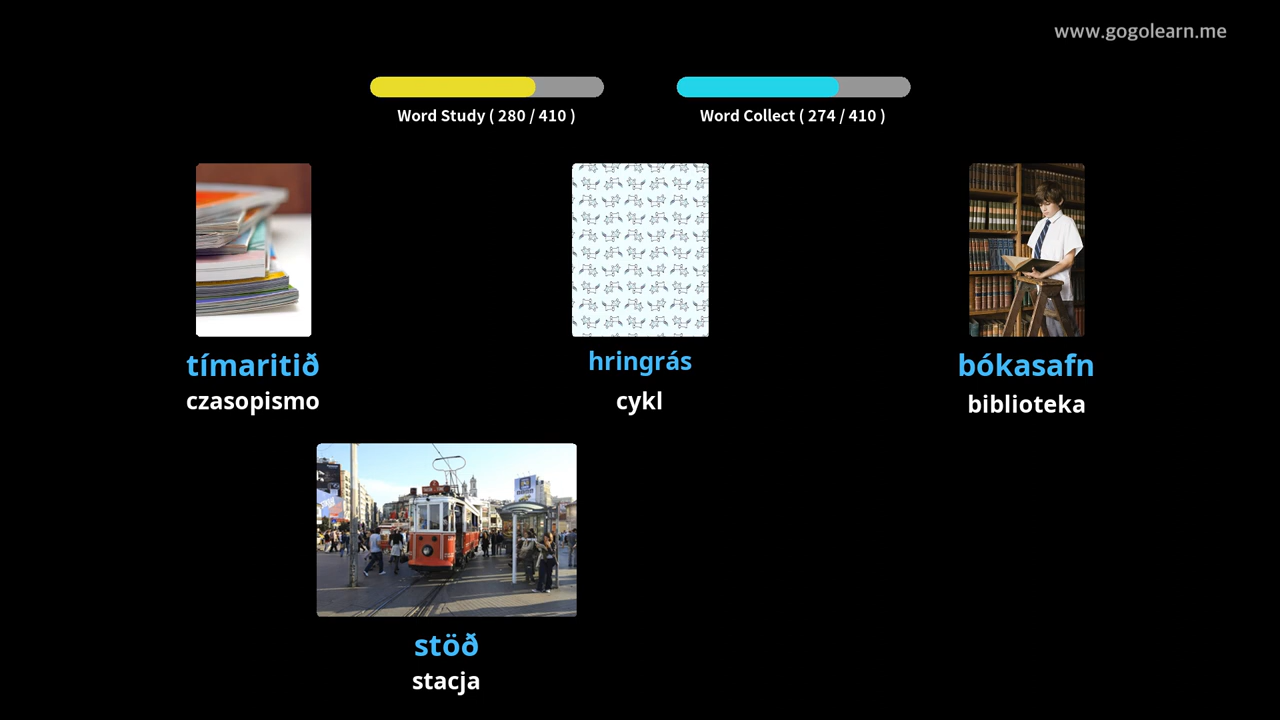 www.gogolearn.me
Word Study ( 280 / 410 )
Word Collect ( 274 / 410 )
tímaritið
czasopismo
hringrás
cykl
bókasafn
biblioteka
stöð
stacja